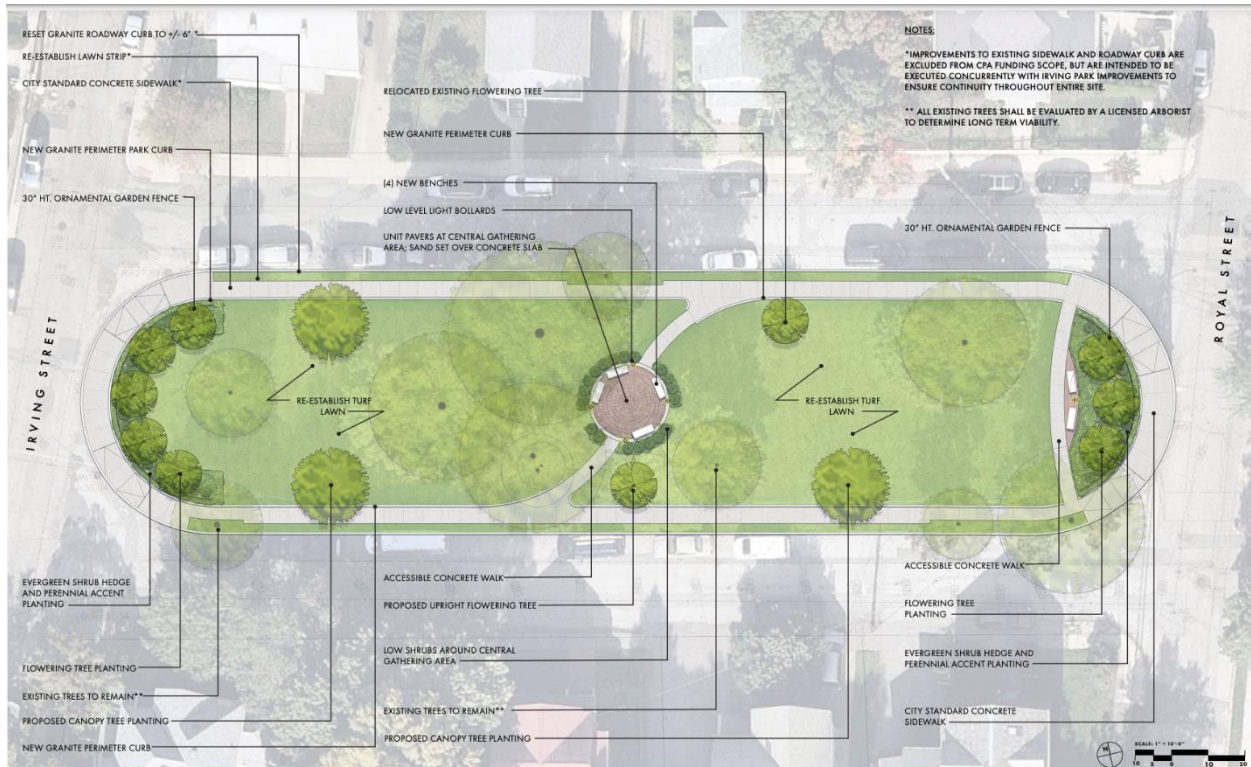 RESET GRANITE ROADWAY CURB TO +/- 6" *
RE-ESTABLISH LAWN STRIP*
CITY STANDARD CONCRETE SIDEWALK*
NEW GRANITE PERIMETER PARK CURB
30" HT. ORNAMENTAL GARDEN FENCE
RELOCATED EXISTING FLOWERING TREE
NEW GRANITE PERIMETER CURB
(4) NEW BENCHES
LOW LEVEL LIGHT BOLLARDS
UNIT PAVERS AT CENTRAL GATHERING
AREA; SAND SET OVER CONCRETE SLAB
NOTES:
*IMPROVEMENTS TO EXISTING SIDEWALK AND ROADWAY CURB ARE
EXCLUDED FROM CPA FUNDING SCOPE, BUT ARE INTENDED TO BE
EXECUTED CONCURRENTLY WITH IRVING PARK IMPROVEMENTS TO
ENSURE CONTINUITY THROUGHOUT ENTIRE SITE.
** ALL EXISTING TREES SHALL BE EVALUATED BY A LICENSED ARBORIST
TO DETERMINE LONG TERM VIABILITY.
30" HT. ORNAMENTAL GARDEN FENCE
IRVING STREET
RE-ESTABLISH TURF
LAWN
RE-ESTABLISH TURF
LAWN
ROYAL STREET
EVERGREEN SHRUB HEDGE
AND PERENNIAL ACCENT
PLANTING
FLOWERING TREE PLANTING
EXISTING TREES TO REMAIN**
PROPOSED CANOPY TREE PLANTING
NEW GRANITE PERIMETER CURB
ACCESSIBLE CONCRETE WALK
PROPOSED UPRIGHT FLOWERING TREE
LOW SHRUBS AROUND CENTRAL
GATHERING AREA
EXISTING TREES TO REMAIN**
PROPOSED CANOPY TREE PLANTING
ACCESSIBLE CONCRETE WALK
FLOWERING TREE
PLANTING
EVERGREEN SHRUB HEDGE AND
PERENNIAL ACCENT PLANTING
CITY STANDARD CONCRETE
SIDEWALK
N
SCALE: 1" = 10'-0"
10 5 0 10 20